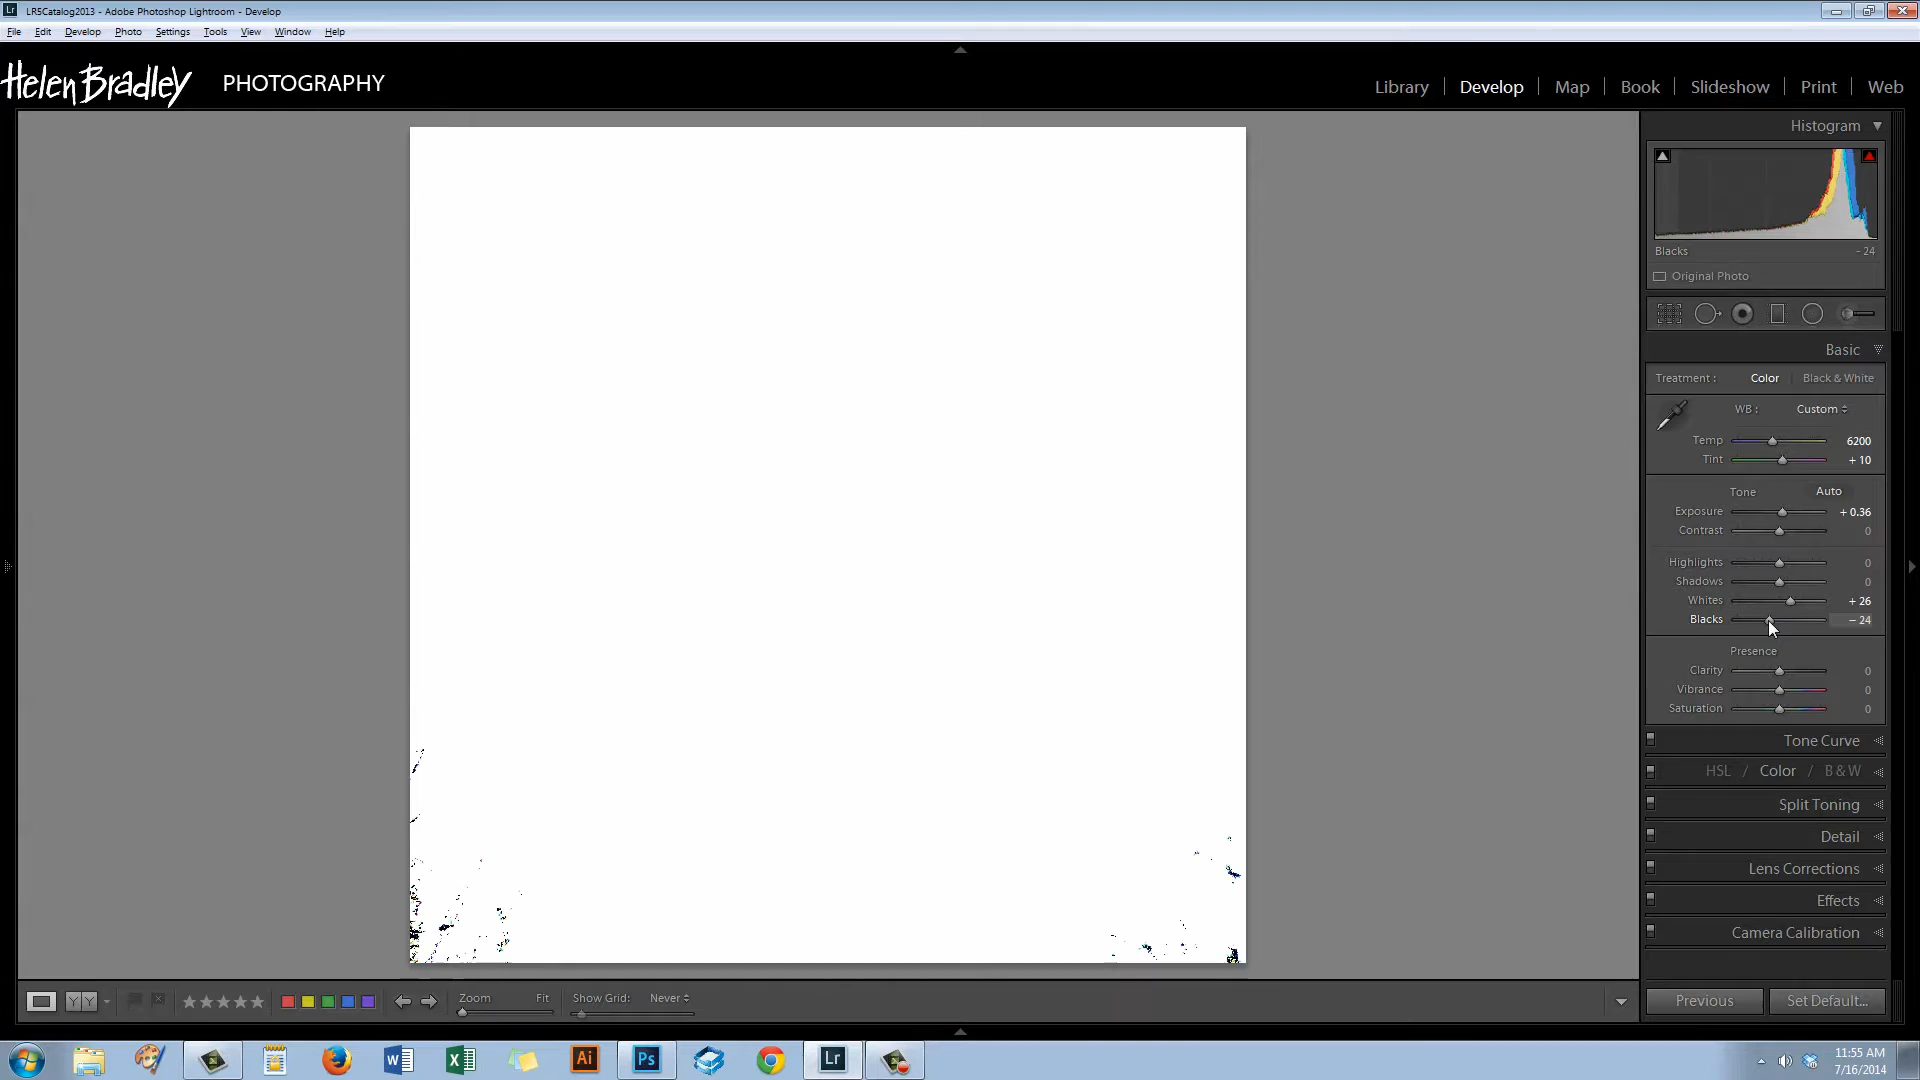 LR5Catalog2013 - Adobe Photoshop Lightroom - Develop
File Edit Develop Photo Settings Tools View Window Help
Helen Bradley PHOTOGRAPHY
Library | Develop | Map | Book | Slideshow | Print | Web
Histogram
Blacks - 24
Original Photo
Basic
Treatment : Color | Black & White
WB : Custom
Temp 6200
Tint + 10
Tone Auto
Exposure + 0.36
Contrast 0
Highlights 0
Shadows 0
Whites + 26
Blacks - 24
Presence
Clarity 0
Vibrance 0
Saturation 0
Tone Curve
HSL / Color / B & W
Split Toning
Detail
Lens Corrections
Effects
Camera Calibration
Y Y Zoom Fit Show Grid: Never
Previous Set Default...
Ai Ps Lr
11:55 AM
7/16/2014